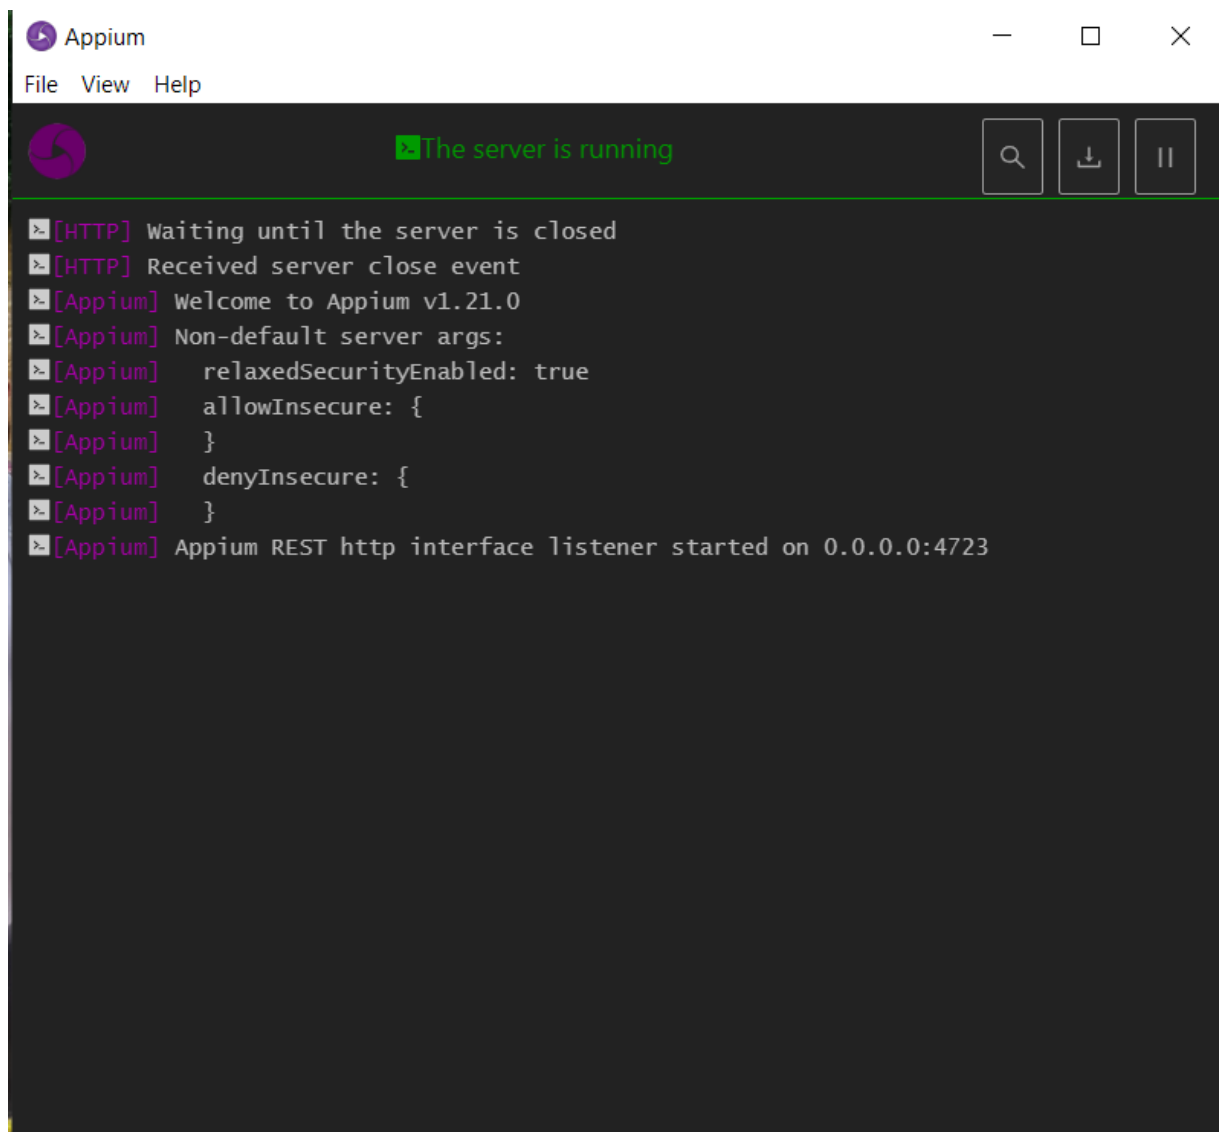 Appium
File View Help
The server is running
[HTTP] Waiting until the server is closed
[HTTP] Received server close event
[Appium] Welcome to Appium v1.21.0
[Appium] Non-default server args:
[Appium]   relaxedSecurityEnabled: true
[Appium]   allowInsecure: {
[Appium]   }
[Appium]   denyInsecure: {
[Appium]   }
[Appium] Appium REST http interface listener started on 0.0.0.0:4723